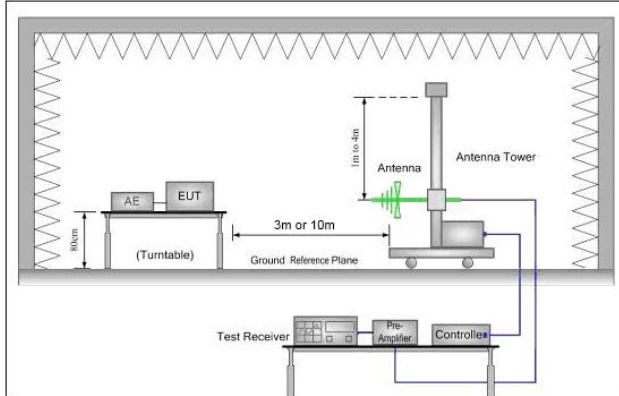 1m to 4m
Antenna
Antenna Tower
AE
EUT
3m or 10m
80cm
(Turntable)
Ground Reference Plane
Test Receiver
Pre-
Amplifier
Controlle